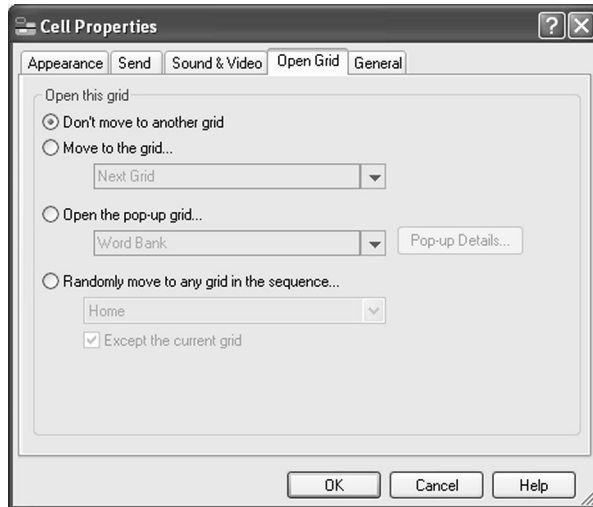 Cell Properties
Appearance Send Sound & Video Open Grid General
Open this grid
Don't move to another grid
Move to the grid...
Next Grid
Open the pop-up grid...
Word Bank Pop-up Details...
Randomly move to any grid in the sequence...
Home
Except the current grid
OK Cancel Help